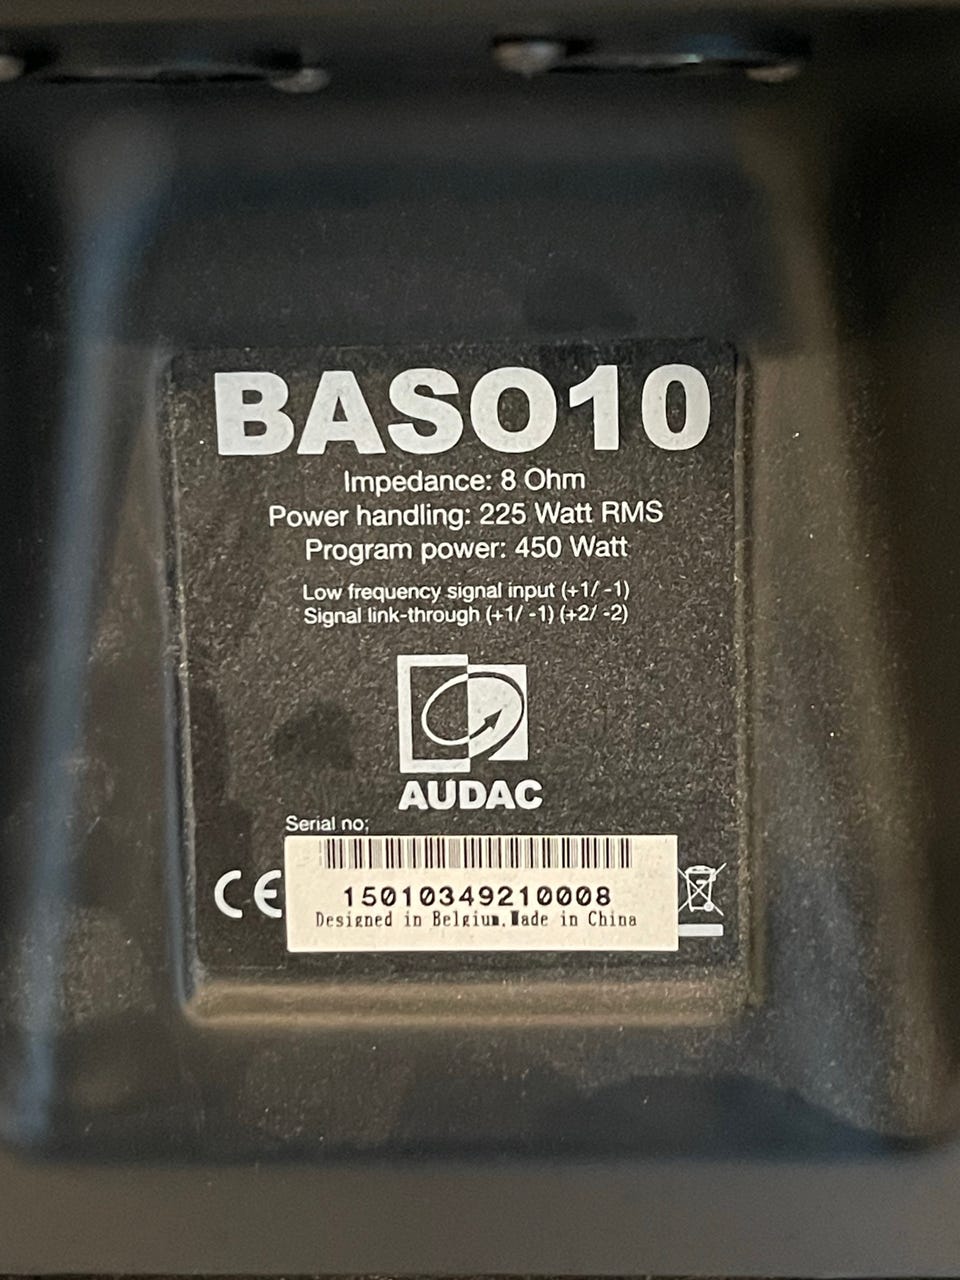 BASO10
Impedance: 8 Ohm
Power handling: 225 Watt RMS
Program power: 450 Watt
Low frequency signal input (+1/ -1)
Signal link-through (+1/ -1) (+2/ -2)
AUDAC
Serial no:
CE
15010349210008
Designed in Belgium, Made in China